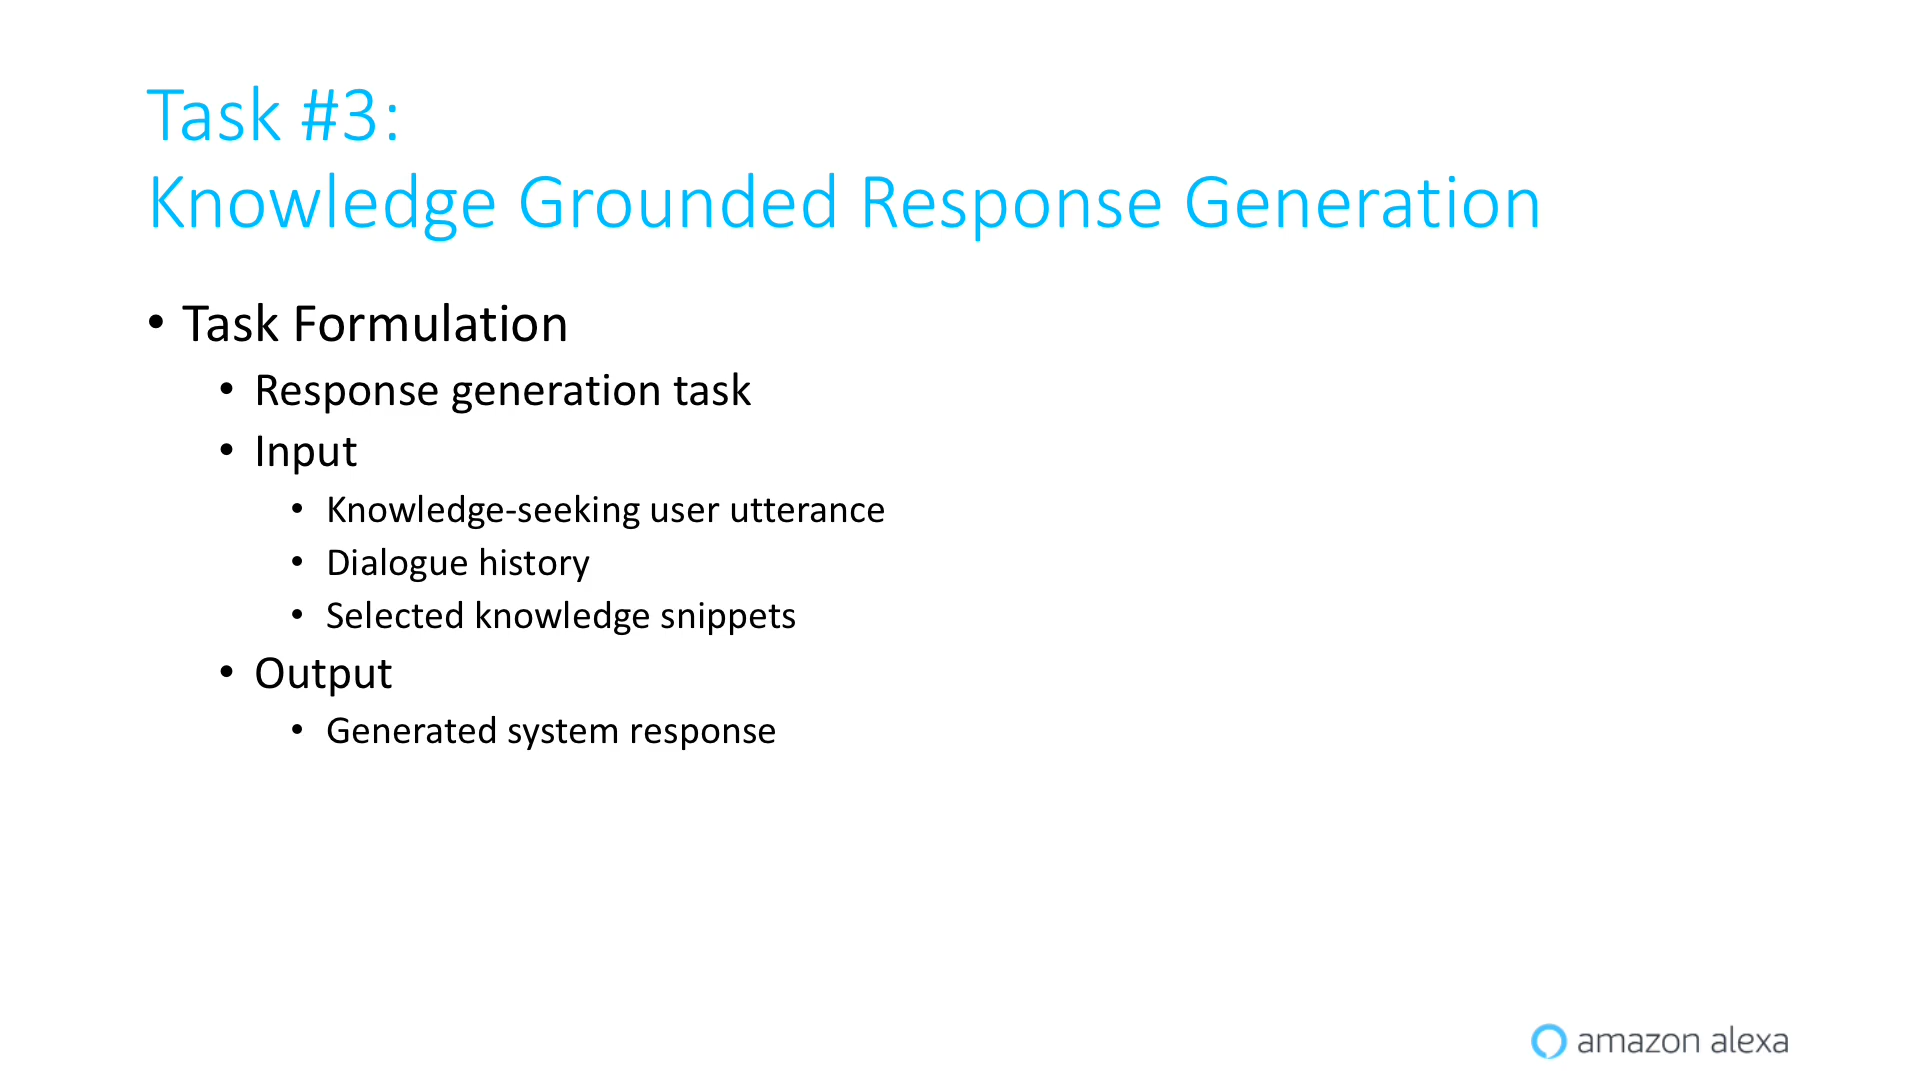 Task #3:
Knowledge Grounded Response Generation
• Task Formulation
• Response generation task
• Input
• Knowledge-seeking user utterance
• Dialogue history
• Selected knowledge snippets
• Output
• Generated system response
amazon alexa